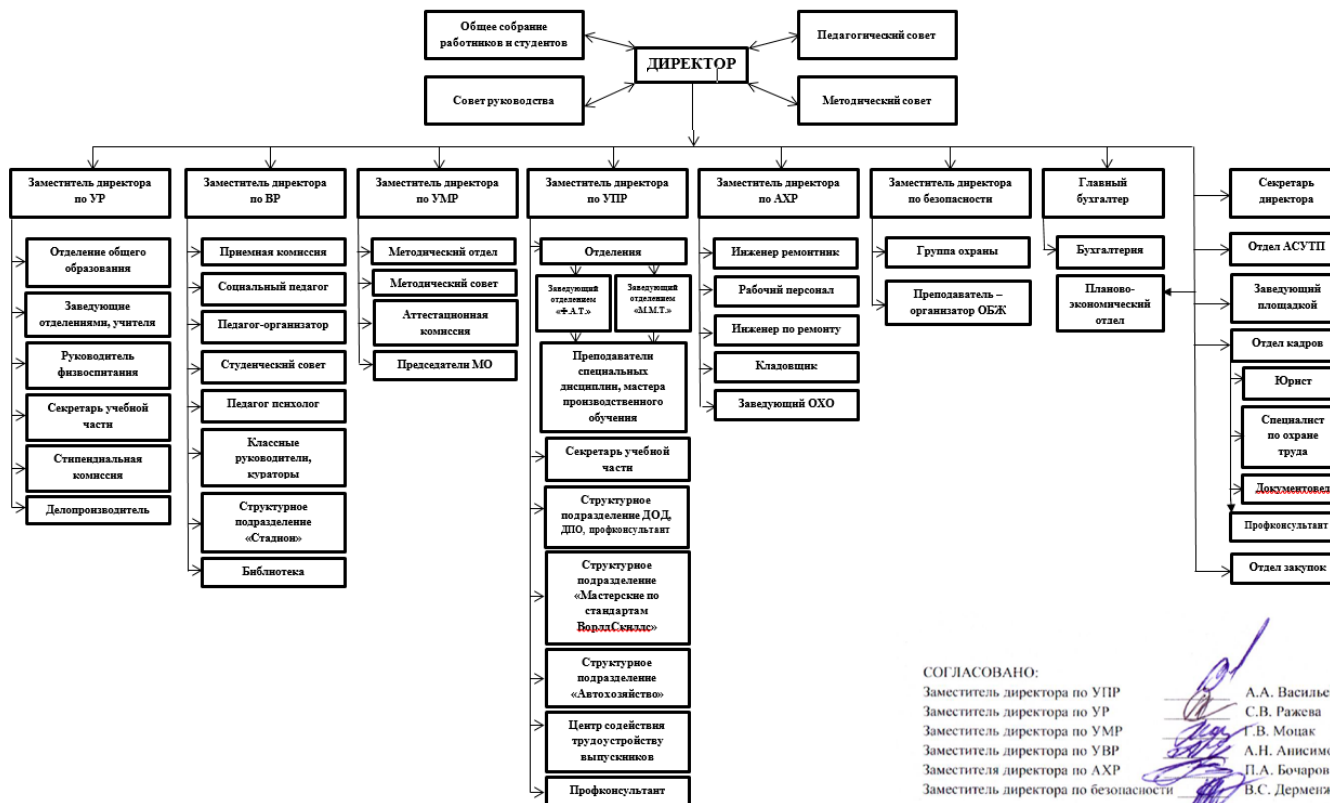 Общее собрание
работников и студентов
Педагогический совет
ДИРЕКТОР
Совет руководства
Методический совет
Заместитель директора
по УР
Заместитель директора
по ВР
Заместитель директора
по УМР
Заместитель директора
по УПР
Заместитель директора
по АХР
Заместитель директора
по безопасности
Главный
бухгалтер
Секретарь
директора
Отделение общего
образования
Заведующие
отделениями, учителя
Руководитель
физвоспитания
Секретарь учебной
части
Стипендиальная
комиссия
Делопроизводитель
Приемная комиссия
Социальный педагог
Педагог-организатор
Студенческий совет
Педагог психолог
Классные
руководители,
кураторы
Структурное
подразделение
«Стадион»
Библиотека
Методический отдел
Методический совет
Аттестационная
комиссия
Председатели МО
Отделения
Заведующий
отделением
«Ф.А.Т.»
Заведующий
отделением
«М.М.Т.»
Преподаватели
специальных
дисциплин, мастера
производственного
обучения
Секретарь учебной
части
Структурное
подразделение ДОД,
ДПО, профконсультант
Структурное
подразделение
«Мастерские по
стандартам
ВорлдСкиллс»
Структурное
подразделение
«Автохозяйство»
Центр содействия
трудоустройству
выпускников
Профконсультант
Инженер ремонтник
Рабочий персонал
Инженер по ремонту
Кладовщик
Заведующий ОХО
Группа охраны
Преподаватель –
организатор ОБЖ
Бухгалтерия
Планово-
экономический
отдел
Отдел АСУТП
Заведующий
площадкой
Отдел кадров
Юрист
Специалист
по охране
труда
Документовед
Профконсультант
Отдел закупок
СОГЛАСОВАНО:
Заместитель директора по УПР А.А. Василье
Заместитель директора по УР С.В. Ражева
Заместитель директора по УМР Г.В. Моцак
Заместитель директора по УВР А.Н. Анисимо
Заместителя директора по АХР П.А. Бочаров
Заместитель директора по безопасности В.С. Дерменж